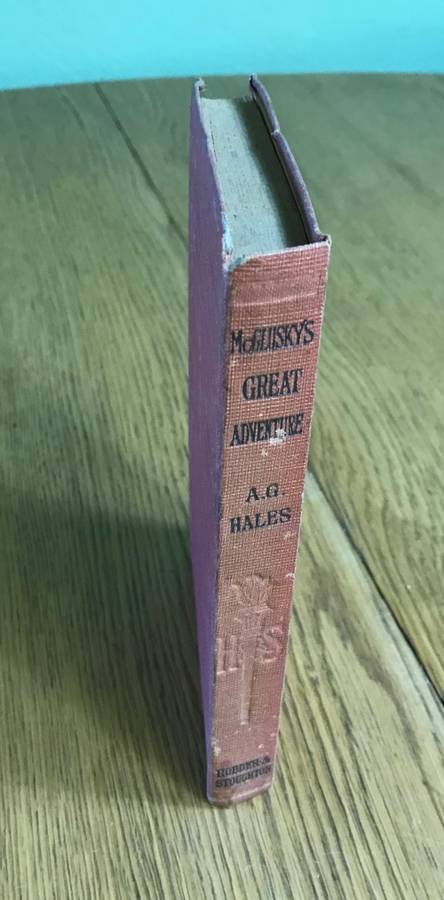 McGLUSKY'S
GREAT
ADVENTURE
A.G.
HALES
H S
HODDER &
STOUGHTON